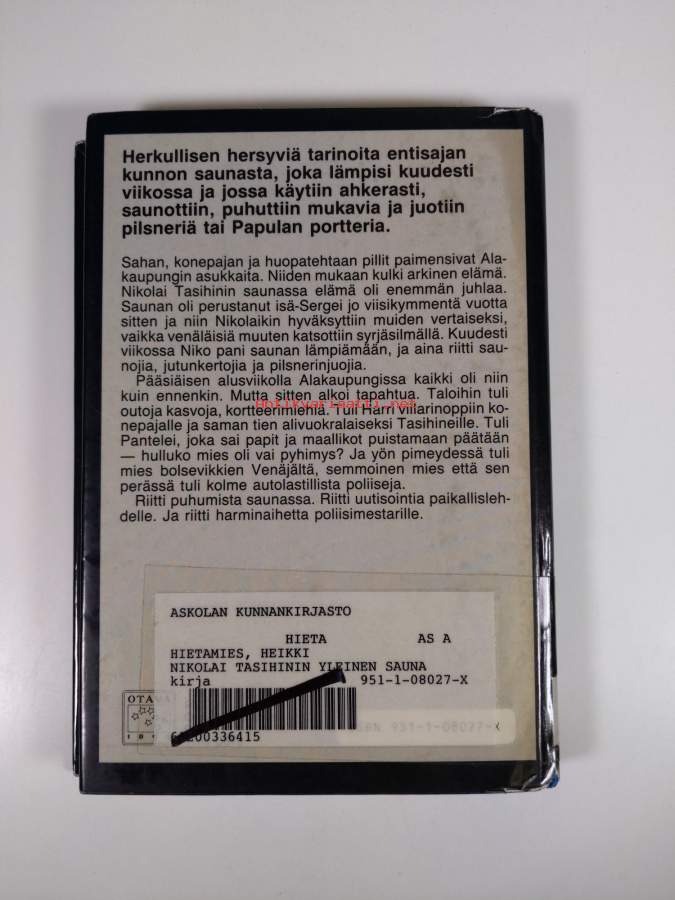 Herkullisen hersyviä tarinoita entisajan
kunnon saunasta, joka lämpisi kuudesti
viikossa ja jossa käytiin ahkerasti,
saunottiin, puhuttiin mukavia ja juotiin
pilsneriä tai Papulan portteria.
Sahan, konepajan ja huopatehtaan pillit paimensivat Ala-
kaupungin asukkaita. Niiden mukaan kulki arkinen elämä.
Nikolai Tasihinin saunassa elämä oli enemmän juhlaa.
Saunan oli perustanut isä-Sergei jo viisikymmentä vuotta
sitten ja niin Nikolaikin hyväksyttiin muiden vertaiseksi,
vaikka venäläisiä muuten katsottiin syrjäsilmällä. Kuudesti
viikossa Niko pani saunan lämpiämään, ja aina riitti sau-
nojia, jutunkertojia ja pilsnerinjuojia.
Pääsiäisen alusviikolla Alakaupungissa kaikki oli niin
kuin ennenkin. Mutta sitten alkoi tapahtua. Taloihin tuli
outoja kasvoja, kortteerimiehiä. Tuli Harri Villarinoppiin ko-
nepajalle ja saman tien alivuokralaiseksi Tasihineille. Tuli
Pantelei, joka sai papit ja maallikot puistamaan päätään
— hulluko mies oli vai pyhimys? Ja yön pimeydessä tuli
mies bolsevikkien Venäjältä, semmoinen mies että sen
perässä tuli kolme autolastillista poliiseja.
Riitti puhumista saunassa. Riitti uutisointia paikallisleh-
delle. Ja riitti harminaihetta poliisimestarille.
ASKOLAN KUNNANKIRJASTO
HIETA AS A
HIETAMIES, HEIKKI
NIKOLAI TASIHININ YLEINEN SAUNA
kirja 951-1-08027-X
ISBN 951-1-08027-X